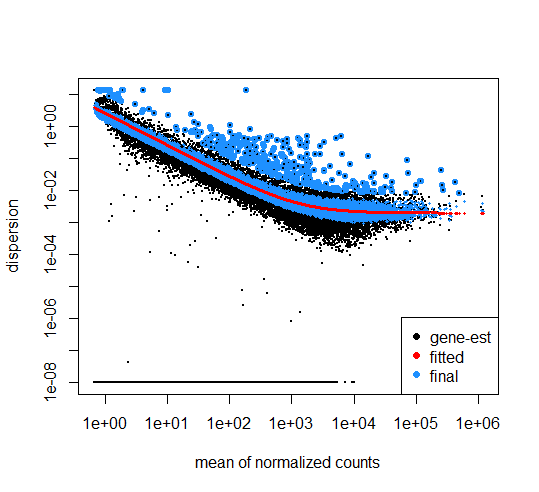 dispersion
1e+00
1e-02
1e-04
1e-06
1e-08
gene-est
fitted
final
1e+00 1e+01 1e+02 1e+03 1e+04 1e+05 1e+06
mean of normalized counts